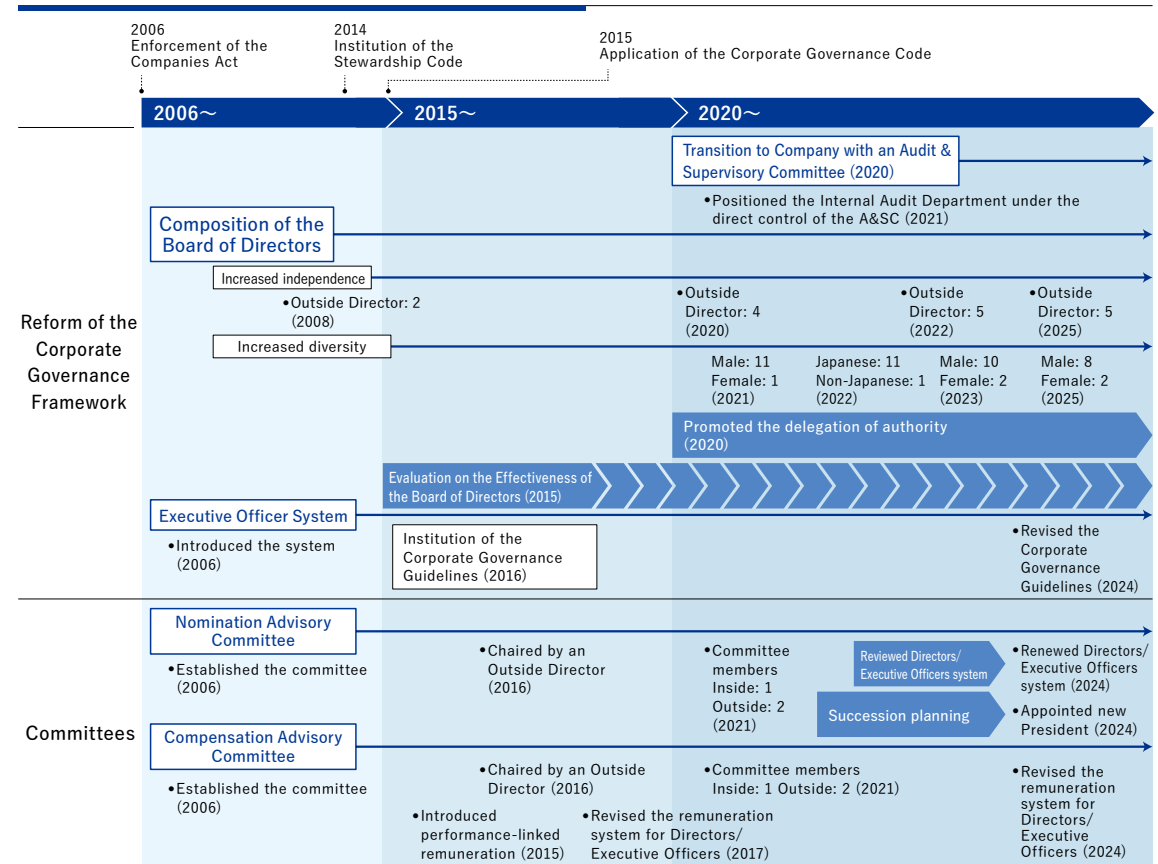 2006
Enforcement of the
Companies Act
2014
Institution of the
Stewardship Code
2015
Application of the Corporate Governance Code
2006～
2015～
2020～
Reform of the
Corporate
Governance
Framework
Transition to Company with an Audit &
Supervisory Committee (2020)
•Positioned the Internal Audit Department under the
direct control of the A&SC (2021)
Composition of the
Board of Directors
Increased independence
•Outside Director: 2
(2008)
•Outside
Director: 4
(2020)
•Outside
Director: 5
(2022)
•Outside
Director: 5
(2025)
Increased diversity
Male: 11
Female: 1
(2021)
Japanese: 11
Non-Japanese: 1
(2022)
Male: 10
Female: 2
(2023)
Male: 8
Female: 2
(2025)
Promoted the delegation of authority
(2020)
Evaluation on the Effectiveness of
the Board of Directors (2015)
Executive Officer System
•Introduced the system
(2006)
Institution of the
Corporate Governance
Guidelines (2016)
•Revised the
Corporate
Governance
Guidelines (2024)
Committees
Nomination Advisory
Committee
•Established the committee
(2006)
•Chaired by an
Outside Director
(2016)
•Committee
members
Inside: 1
Outside: 2
(2021)
Reviewed Directors/
Executive Officers system
Succession planning
•Renewed Directors/
Executive Officers
system (2024)
•Appointed new
President (2024)
Compensation Advisory
Committee
•Established the committee
(2006)
•Chaired by an Outside
Director (2016)
•Committee members
Inside: 1 Outside: 2 (2021)
•Introduced
performance-linked
remuneration (2015)
•Revised the remuneration
system for Directors/
Executive Officers (2017)
•Revised the
remuneration
system for
Directors/
Executive
Officers (2024)